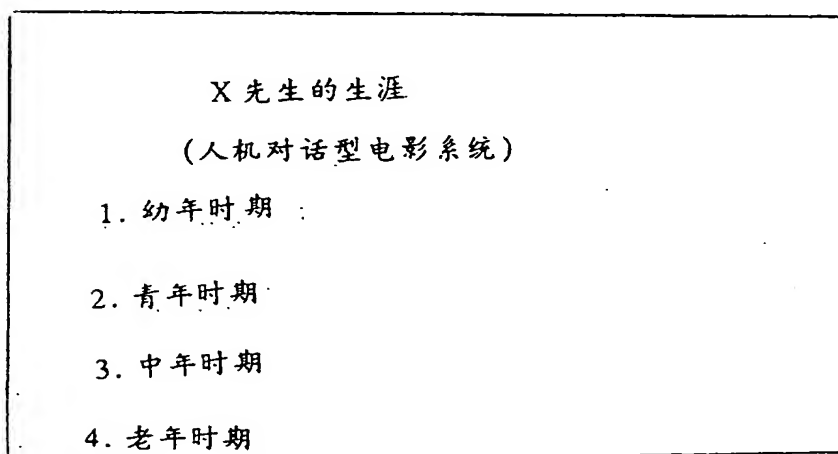 X先生的生涯
(人机对话型电影系统)
1. 幼年时期
2. 青年时期
3. 中年时期
4. 老年时期